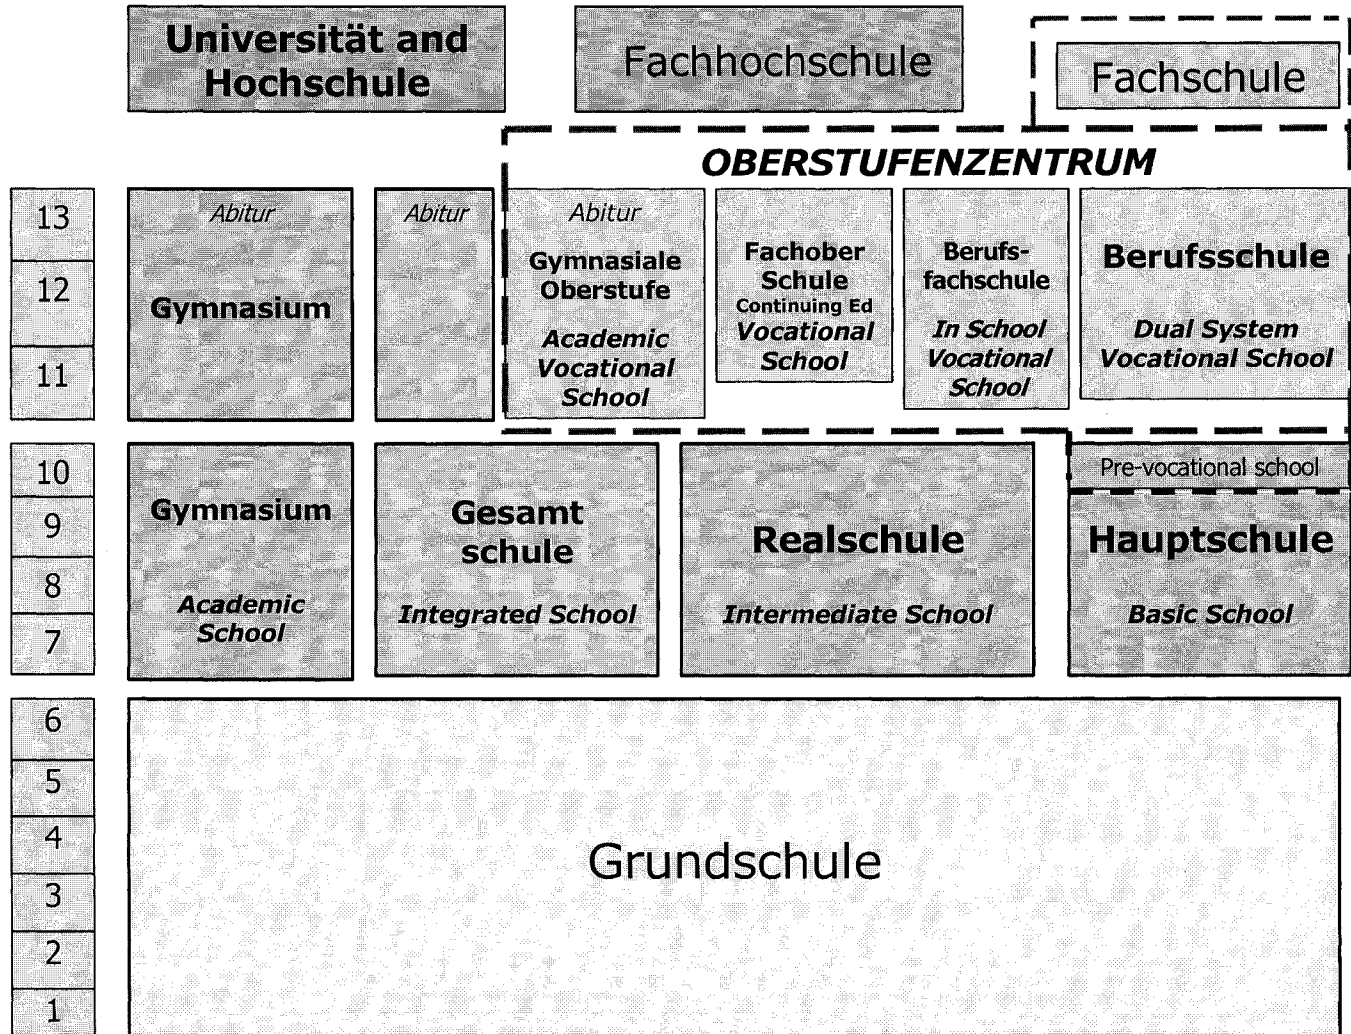 Universität and
Hochschule
Fachhochschule
Fachschule
OBERSTUFENZENTRUM
13
12
11
Abitur
Gymnasium
Abitur
Abitur
Gymnasiale
Oberstufe
Academic
Vocational
School
Fachober
Schule
Continuing Ed
Vocational
School
Berufs-
fachschule
In School
Vocational
School
Berufsschule
Dual System
Vocational School
10
9
8
7
Gymnasium
Academic
School
Gesamt
schule
Integrated School
Realschule
Intermediate School
Pre-vocational school
Hauptschule
Basic School
6
5
4
3
2
1
Grundschule